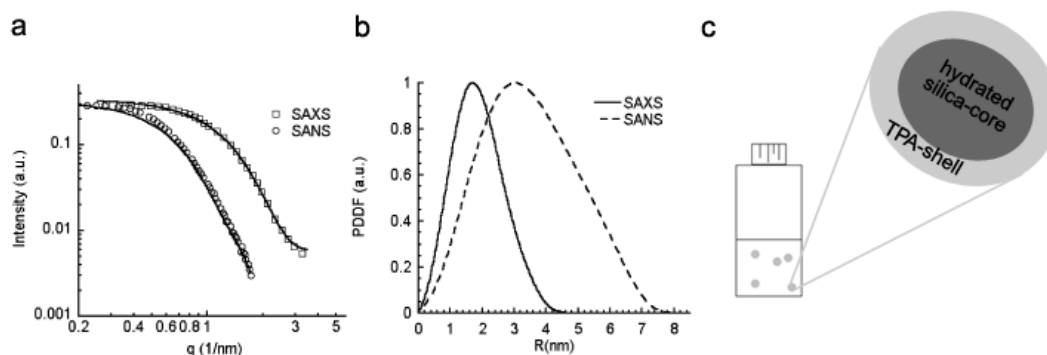 a
Intensity (a.u.)
0.1
0.01
0.001
0.2
0.4
0.6
0.8
1
3
5
q (1/nm)
SAXS
SANS
b
PDDF (a.u.)
1
0.8
0.6
0.4
0.2
0
0 1 2 3 4 5 6 7 8
R(nm)
SAXS
SANS
c
hydrated
silica-core
TPA-shell